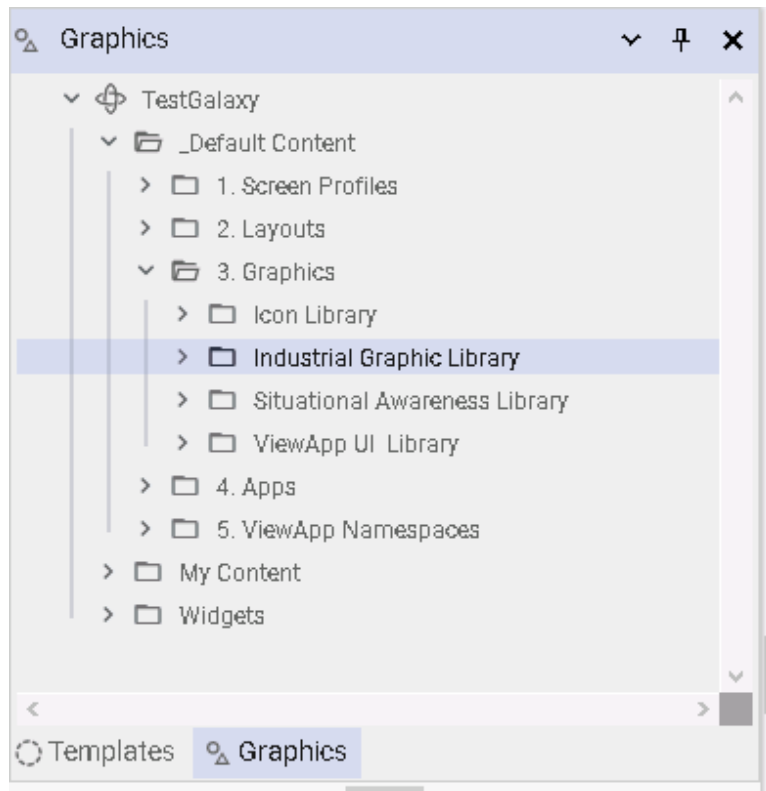 Graphics
TestGalaxy
_Default Content
1. Screen Profiles
2. Layouts
3. Graphics
Icon Library
Industrial Graphic Library
Situational Awareness Library
ViewApp UI Library
4. Apps
5. ViewApp Namespaces
My Content
Widgets
Templates Graphics